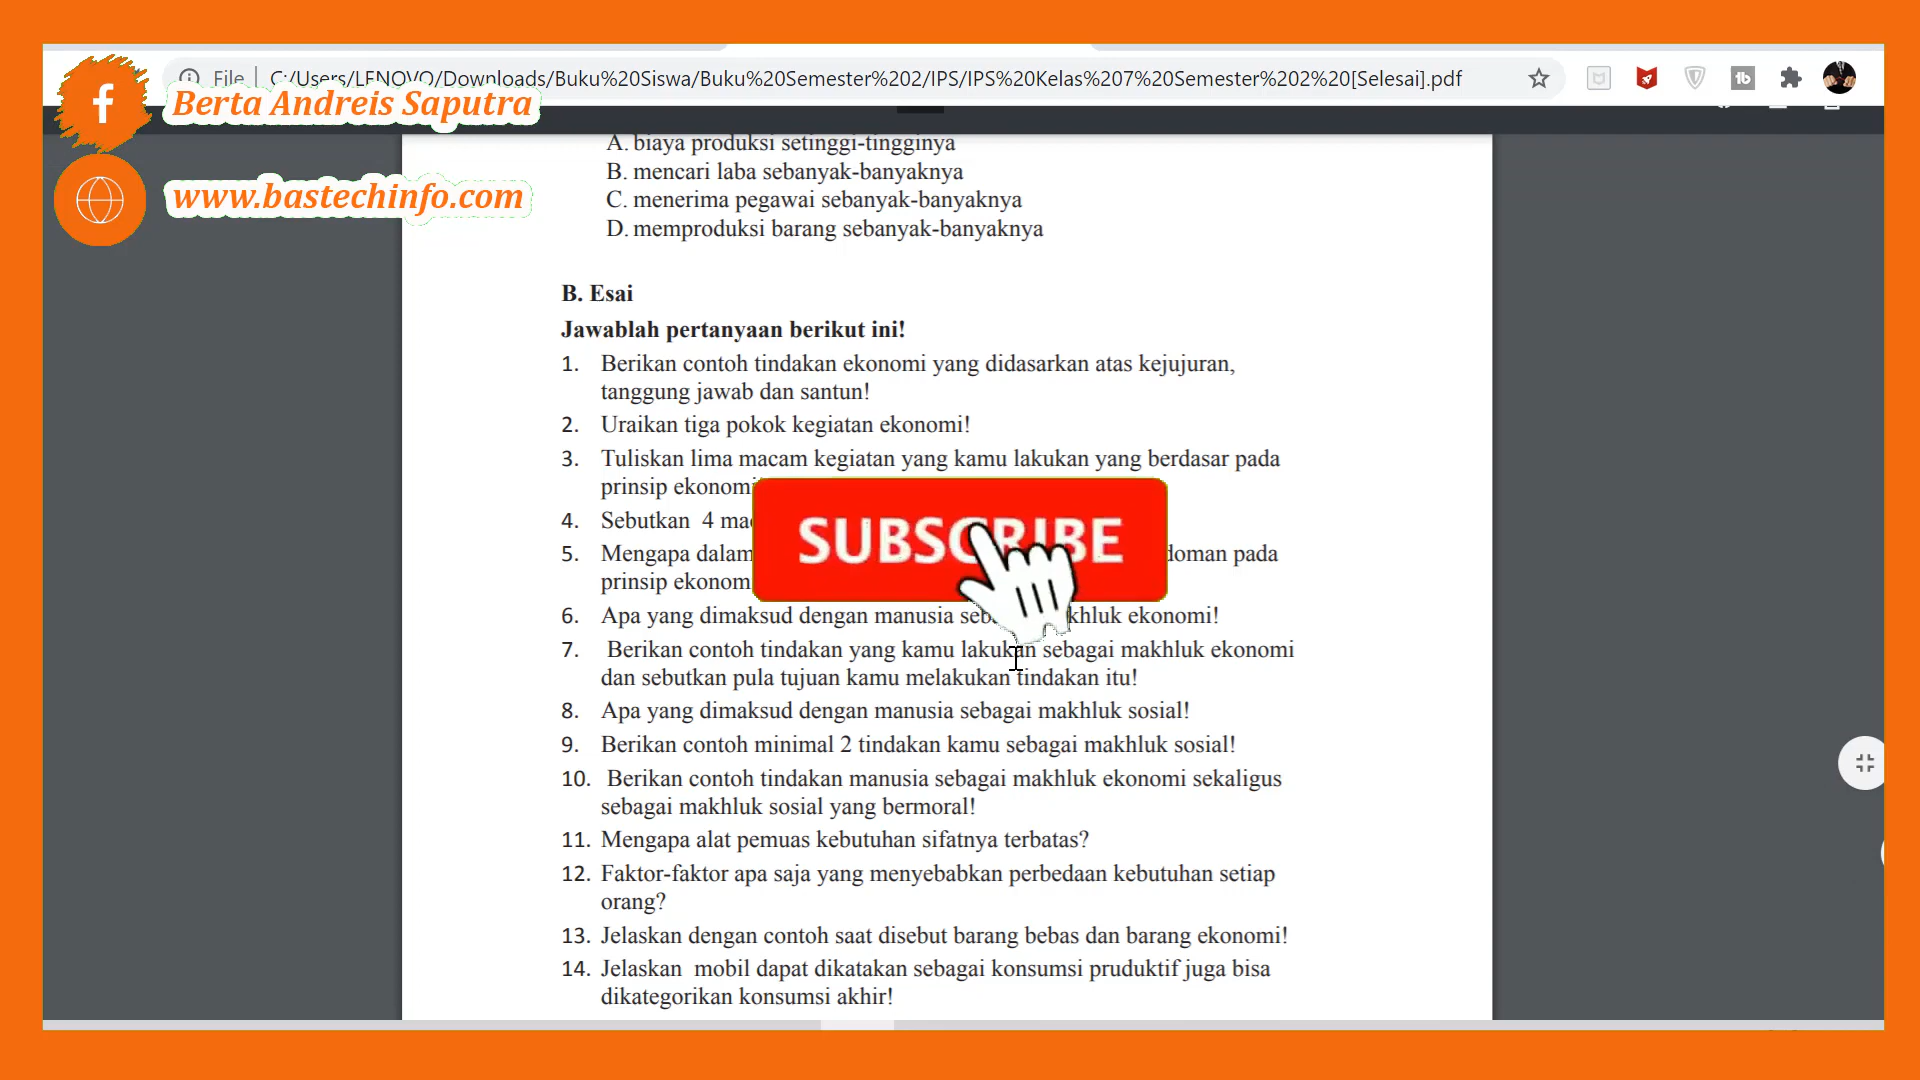 File
C:/Users/LENOVO/Downloads/Buku%20Siswa/Buku%20Semester%202/IPS/IPS%20Kelas%207%20Semester%202%20[Selesai].pdf
f
Berta Andreis Saputra
www.bastechinfo.com
A. biaya produksi setinggi-tingginya
B. mencari laba sebanyak-banyaknya
C. menerima pegawai sebanyak-banyaknya
D. memproduksi barang sebanyak-banyaknya
B. Esai
Jawablah pertanyaan berikut ini!
1. Berikan contoh tindakan ekonomi yang didasarkan atas kejujuran,
tanggung jawab dan santun!
2. Uraikan tiga pokok kegiatan ekonomi!
3. Tuliskan lima macam kegiatan yang kamu lakukan yang berdasar pada
prinsip ekonomi
4. Sebutkan 4
5. Mengapa dalam doman pada
prinsip
SUBSCRIBE
6. Apa yang dimaksud dengan manusia ekonomi!
7. Berikan contoh tindakan yang kamu lakukan sebagai makhluk ekonomi
dan sebutkan pula tujuan kamu melakukan tindakan itu!
8. Apa yang dimaksud dengan manusia sebagai makhluk sosial!
9. Berikan contoh minimal 2 tindakan kamu sebagai makhluk sosial!
10. Berikan contoh tindakan manusia sebagai makhluk ekonomi sekaligus
sebagai makhluk sosial yang bermoral!
11. Mengapa alat pemuas kebutuhan sifatnya terbatas?
12. Faktor-faktor apa saja yang menyebabkan perbedaan kebutuhan setiap
orang?
13. Jelaskan dengan contoh saat disebut barang bebas dan barang ekonomi!
14. Jelaskan mobil dapat dikatakan sebagai konsumsi pruduktif juga bisa
dikategorikan konsumsi akhir!